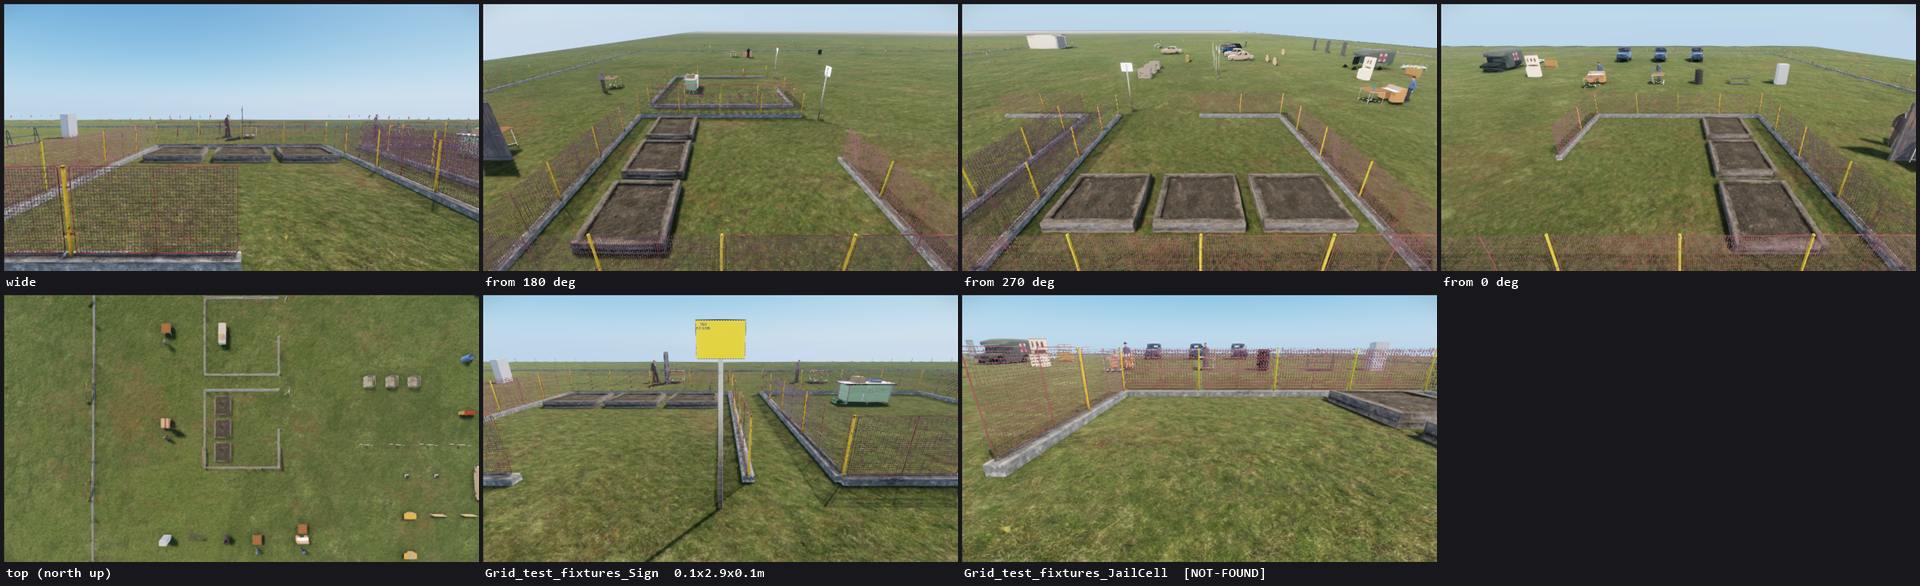 wide
from 180 deg
from 270 deg
from 0 deg
top (north up)
Grid_test_fixtures_Sign  0.1x2.9x0.1m
Grid_test_fixtures_JailCell  [NOT-FOUND]